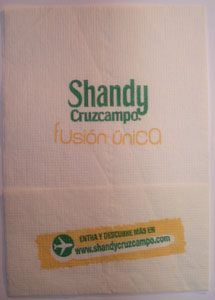 Shandy
Cruzcampo.
fusión única
ENTRA Y DESCUBRE MÁS EN
www.shandycruzcampo.com